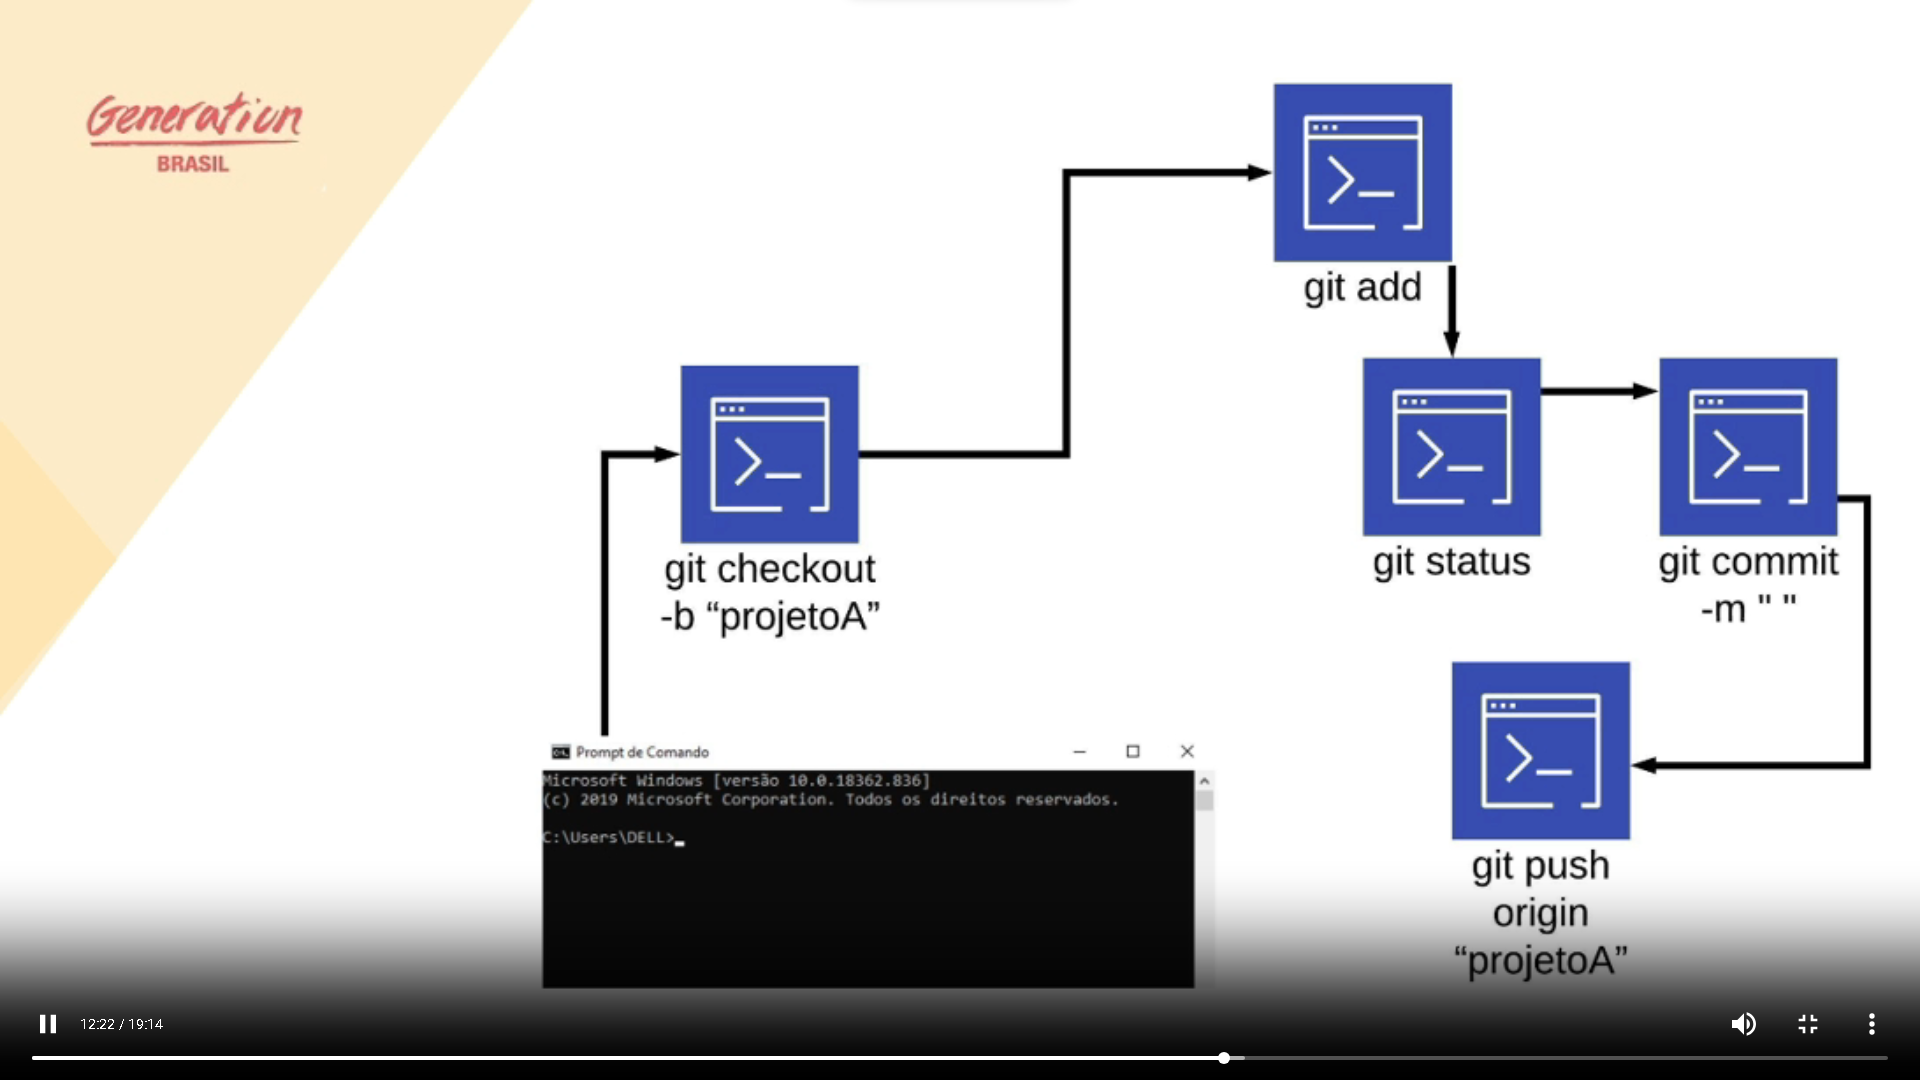 Generation
BRASIL
git add
git checkout
-b “projetoA”
git status
git commit
-m " "
Prompt de Comando
Microsoft Windows [versão 10.0.18362.836]
(c) 2019 Microsoft Corporation. Todos os direitos reservados.
C:\Users\DELL>_
git push
origin
“projetoA”
12:22 / 19:14